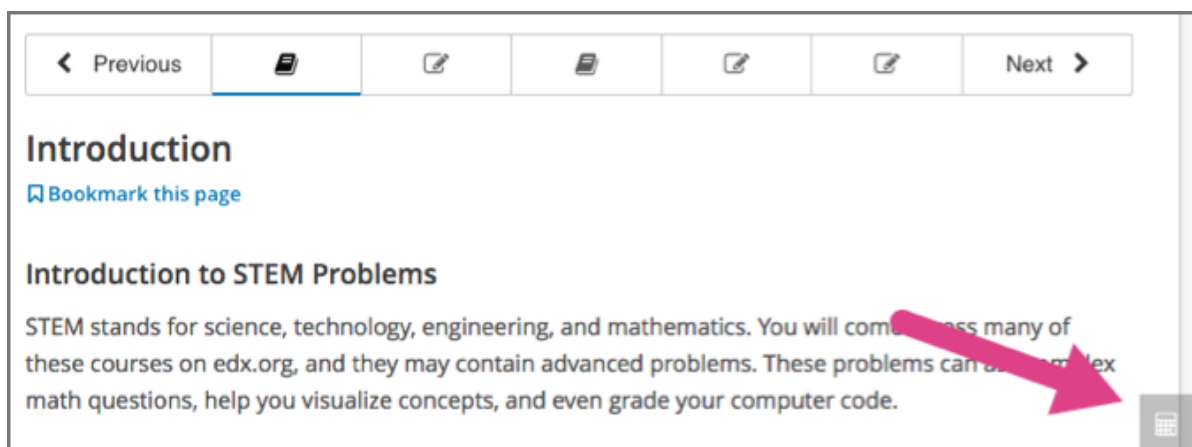 Previous
Next
Introduction
Bookmark this page
Introduction to STEM Problems
STEM stands for science, technology, engineering, and mathematics. You will many of
these courses on edx.org, and they may contain advanced problems. These problems can
math questions, help you visualize concepts, and even grade your computer code.